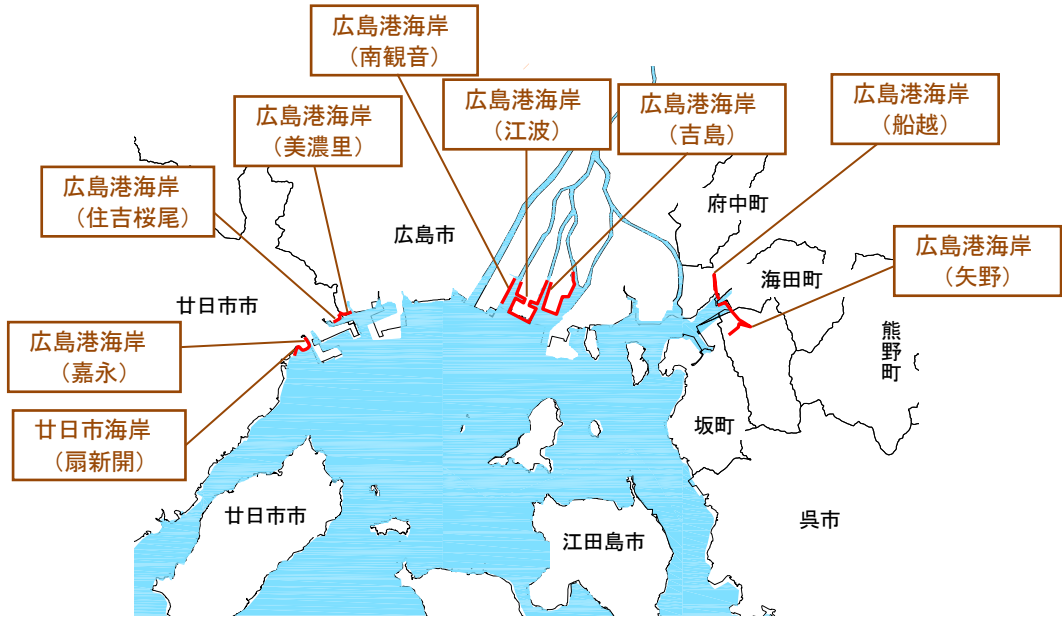 広島港海岸
（南観音）
広島港海岸
（美濃里）
広島港海岸
（江波）
広島港海岸
（吉島）
広島港海岸
（船越）
広島港海岸
（住吉桜尾）
広島市
府中町
広島港海岸
（矢野）
海田町
廿日市市
広島港海岸
（嘉永）
熊野町
廿日市海岸
（扇新開）
坂町
廿日市市
江田島市
呉市